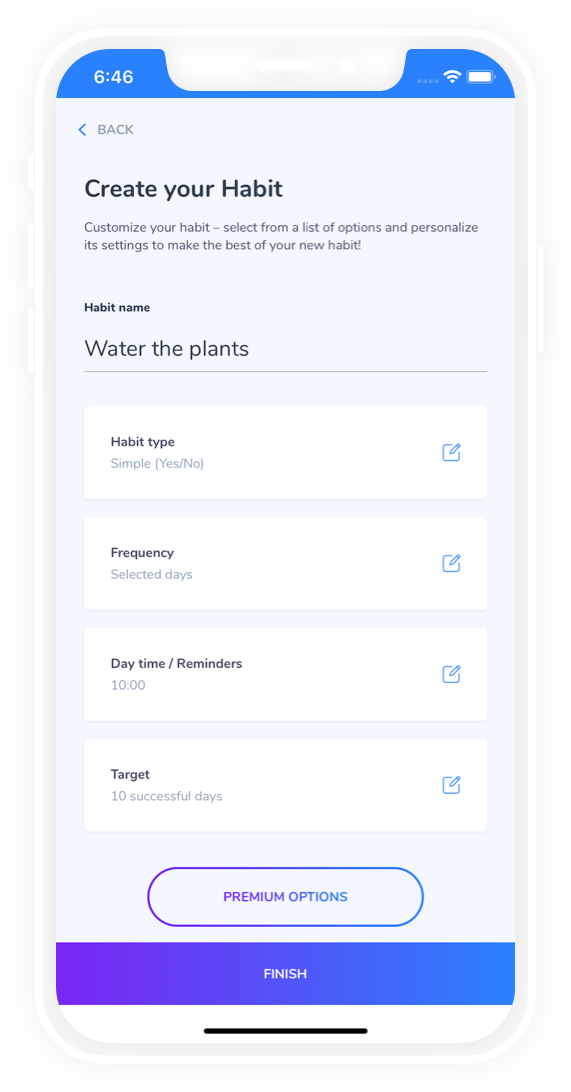 6:46
BACK
Create your Habit
Customize your habit – select from a list of options and personalize
its settings to make the best of your new habit!
Habit name
Water the plants
Habit type
Simple (Yes/No)
Frequency
Selected days
Day time / Reminders
10:00
Target
10 successful days
PREMIUM OPTIONS
FINISH